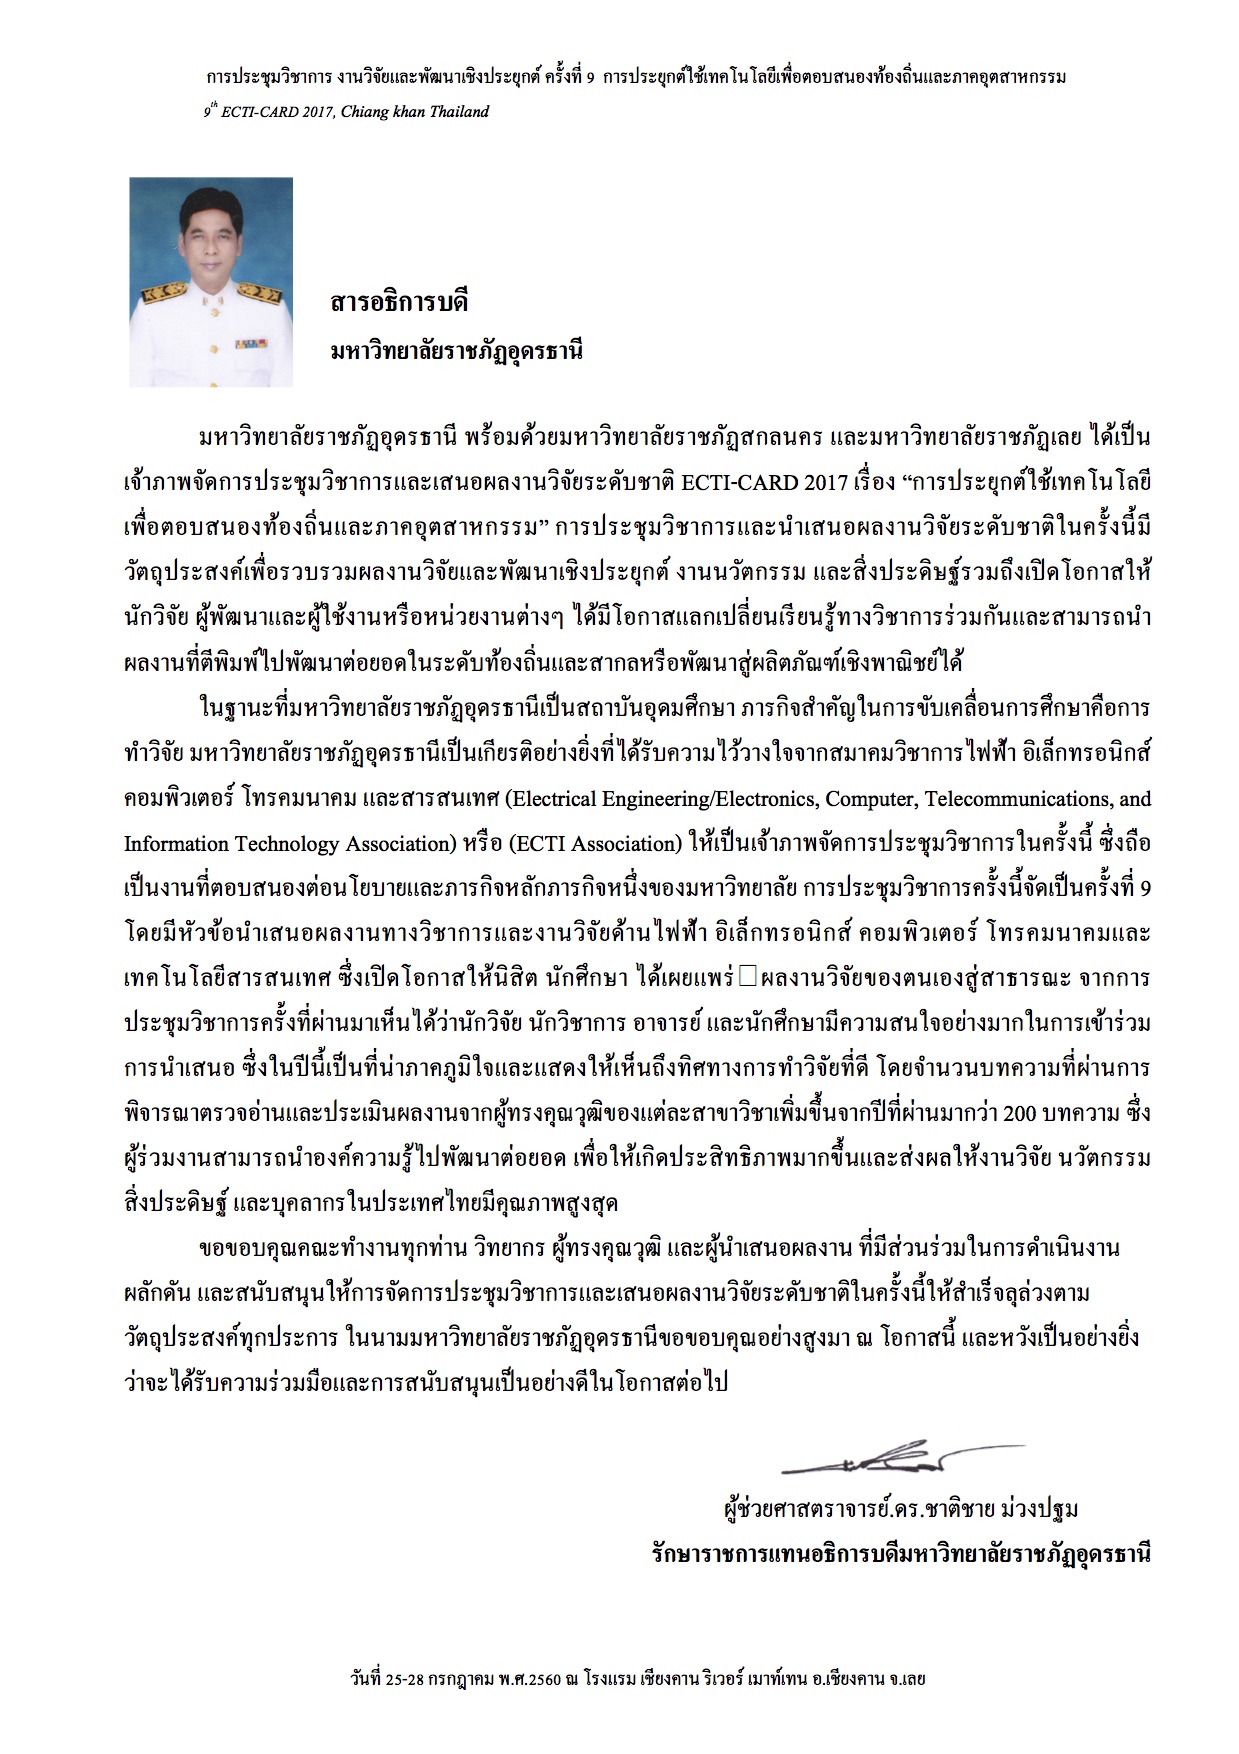 การประชุมวิชาการ งานวิจัยและพัฒนาเชิงประยุกต์ ครั้งที่ 9 การประยุกต์ใช้เทคโนโลยีเพื่อตอบสนองท้องถิ่นและภาคอุตสาหกรรม
9th ECTI-CARD 2017, Chiang khan Thailand
สารอธิการบดี
มหาวิทยาลัยราชภัฏอุดรธานี
มหาวิทยาลัยราชภัฏอุดรธานี พร้อมด้วยมหาวิทยาลัยราชภัฏสกลนคร และมหาวิทยาลัยราชภัฏเลย ได้เป็น
เจ้าภาพจัดการประชุมวิชาการและเสนอผลงานวิจัยระดับชาติ ECTI-CARD 2017 เรื่อง “การประยุกต์ใช้เทคโนโลยี
เพื่อตอบสนองท้องถิ่นและภาคอุตสาหกรรม” การประชุมวิชาการและนำเสนอผลงานวิจัยระดับชาติในครั้งนี้มี
วัตถุประสงค์เพื่อรวบรวมผลงานวิจัยและพัฒนาเชิงประยุกต์ งานนวัตกรรม และสิ่งประดิษฐ์รวมถึงเปิดโอกาสให้
นักวิจัย ผู้พัฒนาและผู้ใช้งานหรือหน่วยงานต่างๆ ได้มีโอกาสแลกเปลี่ยนเรียนรู้ทางวิชาการร่วมกันและสามารถนำ
ผลงานที่ตีพิมพ์ไปพัฒนาต่อยอดในระดับท้องถิ่นและสากลหรือพัฒนาสู่ผลิตภัณฑ์เชิงพาณิชย์ได้
ในฐานะที่มหาวิทยาลัยราชภัฏอุดรธานีเป็นสถาบันอุดมศึกษา ภารกิจสำคัญในการขับเคลื่อนการศึกษาคือการ
ทำวิจัย มหาวิทยาลัยราชภัฏอุดรธานีเป็นเกียรติอย่างยิ่งที่ได้รับความไว้วางใจจากสมาคมวิชาการไฟฟ้า อิเล็กทรอนิกส์
คอมพิวเตอร์ โทรคมนาคม และสารสนเทศ (Electrical Engineering/Electronics, Computer, Telecommunications, and
Information Technology Association) หรือ (ECTI Association) ให้เป็นเจ้าภาพจัดการประชุมวิชาการในครั้งนี้ ซึ่งถือ
เป็นงานที่ตอบสนองต่อนโยบายและภารกิจหลักภารกิจหนึ่งของมหาวิทยาลัย การประชุมวิชาการครั้งนี้จัดเป็นครั้งที่ 9
โดยมีหัวข้อนำเสนอผลงานทางวิชาการและงานวิจัยด้านไฟฟ้า อิเล็กทรอนิกส์ คอมพิวเตอร์ โทรคมนาคมและ
เทคโนโลยีสารสนเทศ ซึ่งเปิดโอกาสให้นิสิต นักศึกษา ได้เผยแพร่□ผลงานวิจัยของตนเองสู่สาธารณะ จากการ
ประชุมวิชาการครั้งที่ผ่านมาเห็นได้ว่านักวิจัย นักวิชาการ อาจารย์ และนักศึกษามีความสนใจอย่างมากในการเข้าร่วม
การนำเสนอ ซึ่งในปีนี้เป็นที่น่าภาคภูมิใจและแสดงให้เห็นถึงทิศทางการทำวิจัยที่ดี โดยจำนวนบทความที่ผ่านการ
พิจารณาตรวจอ่านและประเมินผลงานจากผู้ทรงคุณวุฒิของแต่ละสาขาวิชาเพิ่มขึ้นจากปีที่ผ่านมากว่า 200 บทความ ซึ่ง
ผู้ร่วมงานสามารถนำองค์ความรู้ไปพัฒนาต่อยอด เพื่อให้เกิดประสิทธิภาพมากขึ้นและส่งผลให้งานวิจัย นวัตกรรม
สิ่งประดิษฐ์ และบุคลากรในประเทศไทยมีคุณภาพสูงสุด
ขอขอบคุณคณะทำงานทุกท่าน วิทยากร ผู้ทรงคุณวุฒิ และผู้นำเสนอผลงาน ที่มีส่วนร่วมในการดำเนินงาน
ผลักดัน และสนับสนุนให้การจัดการประชุมวิชาการและเสนอผลงานวิจัยระดับชาติในครั้งนี้ให้สำเร็จลุล่วงตาม
วัตถุประสงค์ทุกประการ ในนามมหาวิทยาลัยราชภัฏอุดรธานีขอขอบคุณอย่างสูงมา ณ โอกาสนี้ และหวังเป็นอย่างยิ่ง
ว่าจะได้รับความร่วมมือและการสนับสนุนเป็นอย่างดีในโอกาสต่อไป
ผู้ช่วยศาสตราจารย์.ดร.ชาติชาย ม่วงปฐม
รักษาราชการแทนอธิการบดีมหาวิทยาลัยราชภัฏอุดรธานี
วันที่ 25-28 กรกฎาคม พ.ศ.2560 ณ โรงแรม เชียงคาน ริเวอร์ เมาท์เทน อ.เชียงคาน จ.เลย